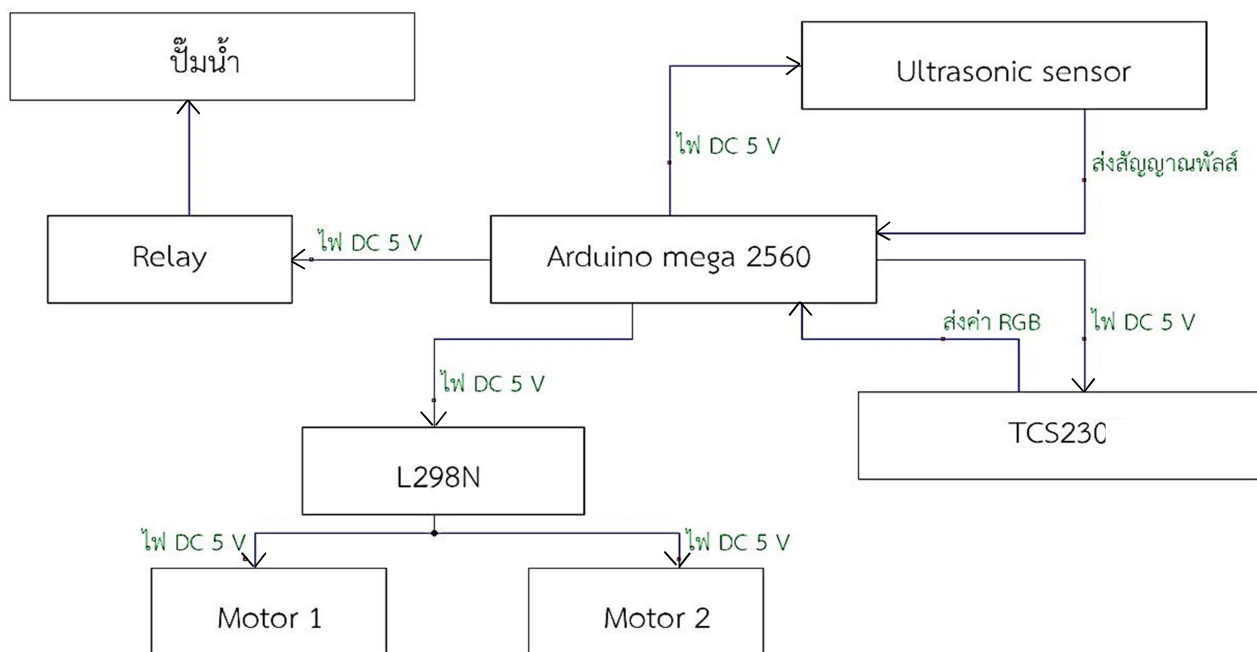 ปั๊มน้ำ
Ultrasonic sensor
ไฟ DC 5 V
ส่งสัญญาณพัลส์
Relay
ไฟ DC 5 V
Arduino mega 2560
ส่งค่า RGB
ไฟ DC 5 V
ไฟ DC 5 V
TCS230
L298N
ไฟ DC 5 V
ไฟ DC 5 V
Motor 1
Motor 2